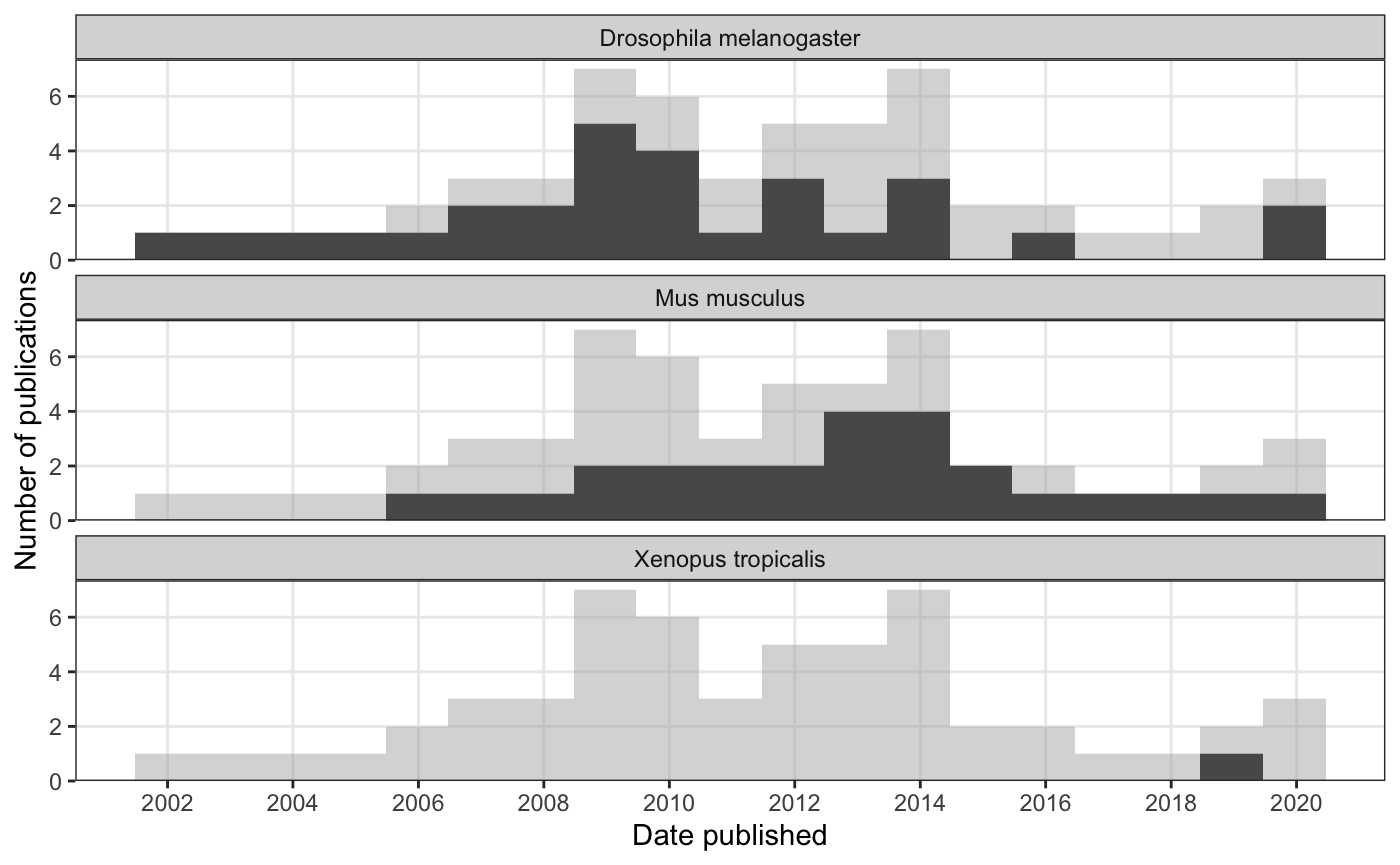 Drosophila melanogaster
6
4
2
0
Mus musculus
6
4
2
0
Xenopus tropicalis
6
4
2
0
2002 2004 2006 2008 2010 2012 2014 2016 2018 2020
Date published
Number of publications